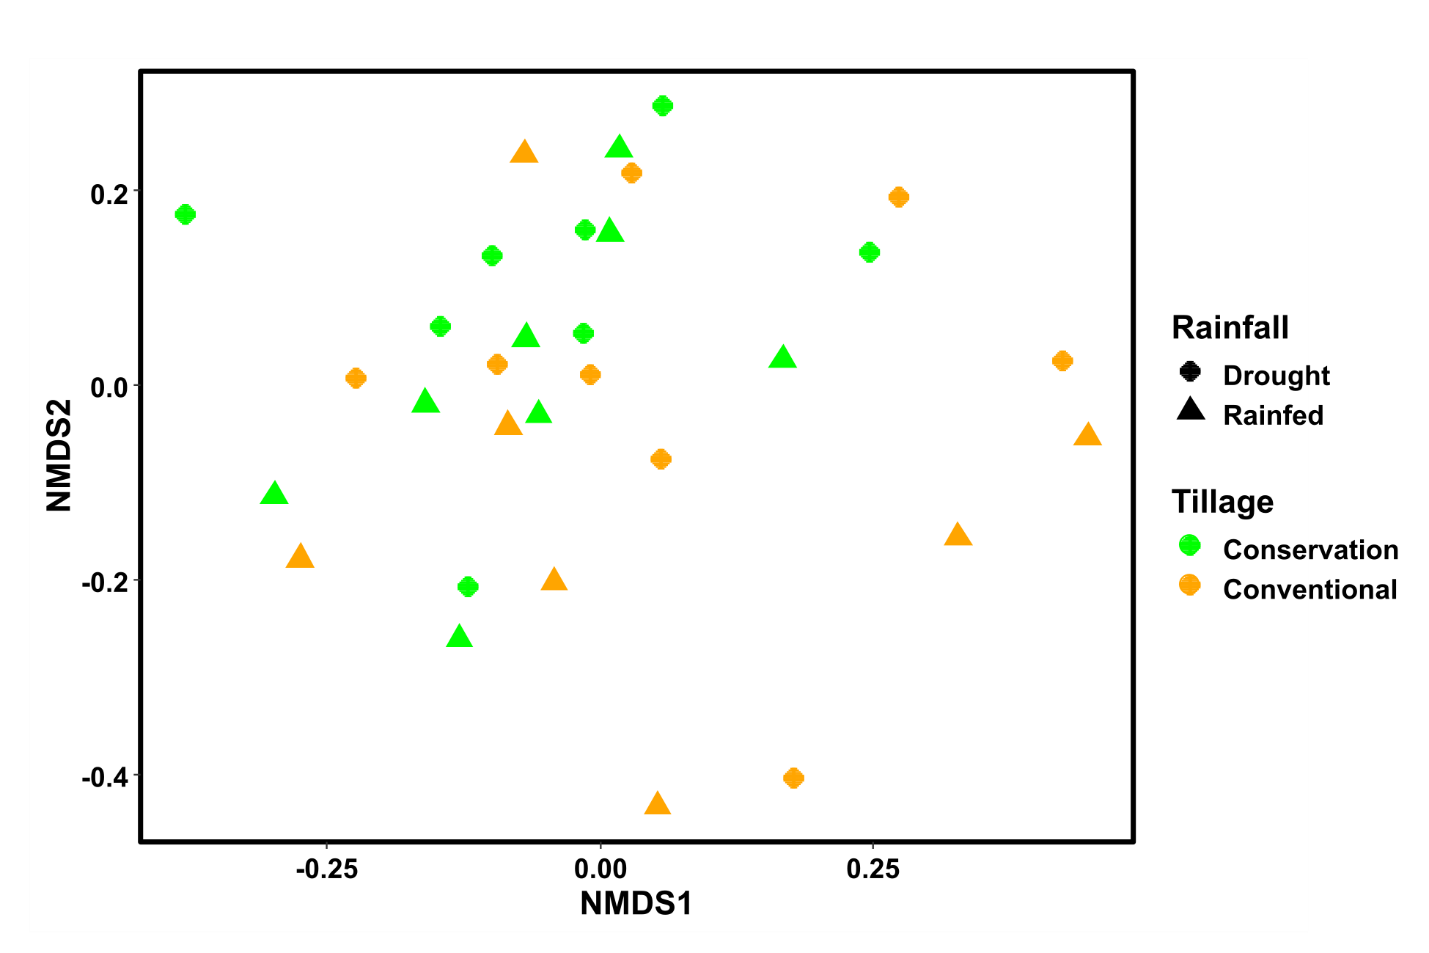 0.2
0.0
-0.2
-0.4
NMDS2
-0.25
0.00
0.25
NMDS1
Rainfall
Drought
Rainfed
Tillage
Conservation
Conventional